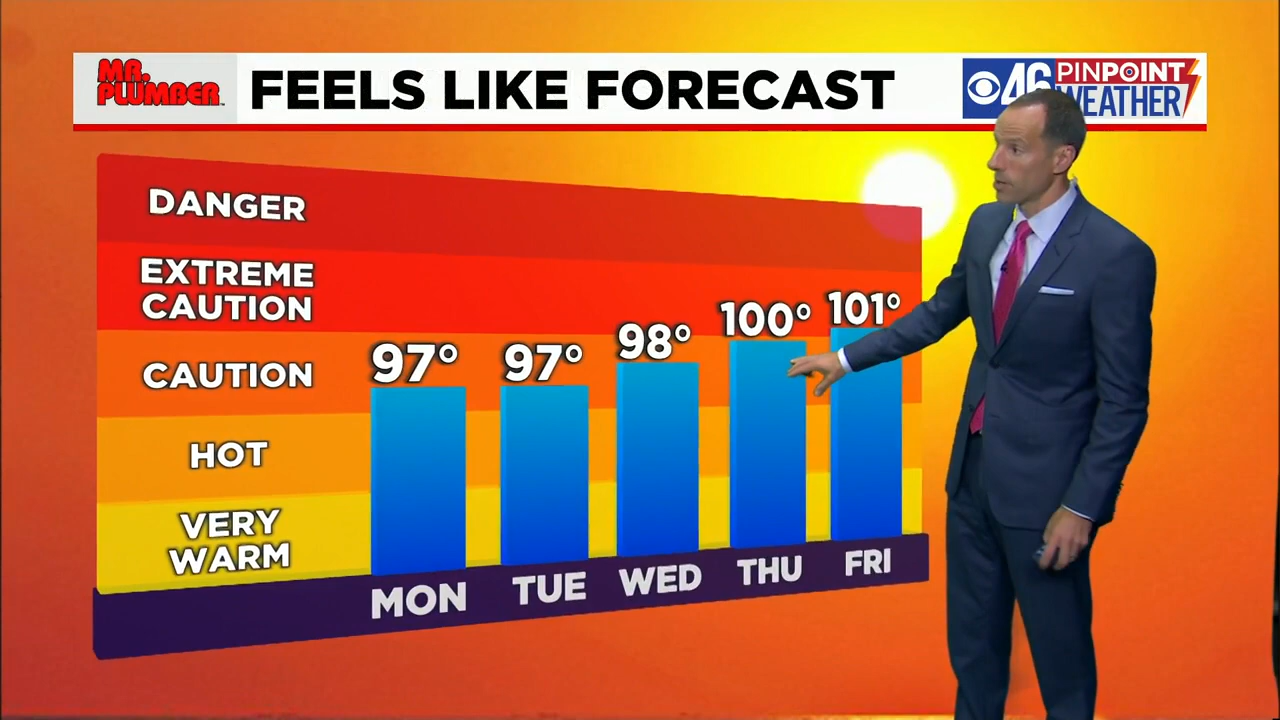 MR.
PLUMBER
FEELS LIKE FORECAST
46
PINPOINT
WEATHER
DANGER
EXTREME
CAUTION
CAUTION
HOT
VERY
WARM
97° 97° 98° 100° 101°
MON TUE WED THU FRI